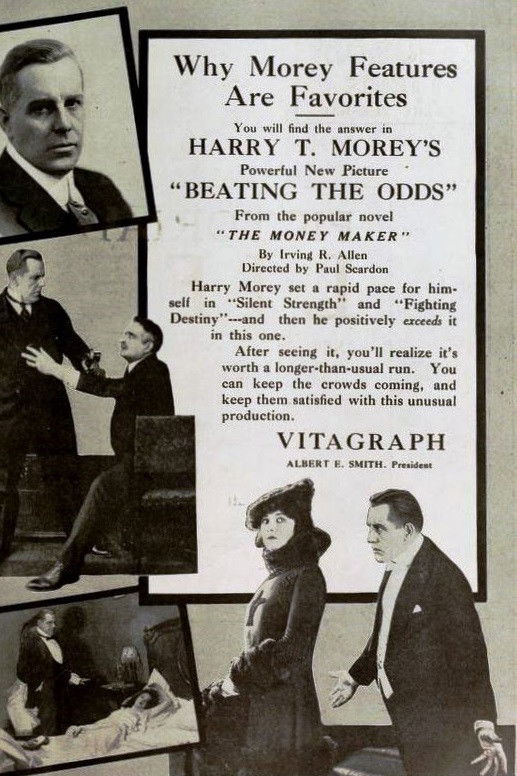 Why Morey Features
Are Favorites
You will find the answer in
HARRY T. MOREY'S
Powerful New Picture
"BEATING THE ODDS"
From the popular novel
"THE MONEY MAKER"
By Irving R. Allen
Directed by Paul Scardon
Harry Morey set a rapid pace for him-
self in "Silent Strength" and "Fighting
Destiny"---and then he positively exceeds it
in this one.
After seeing it, you'll realize it's
worth a longer-than-usual run. You
can keep the crowds coming, and
keep them satisfied with this unusual
production.
VITAGRAPH
ALBERT E. SMITH. President